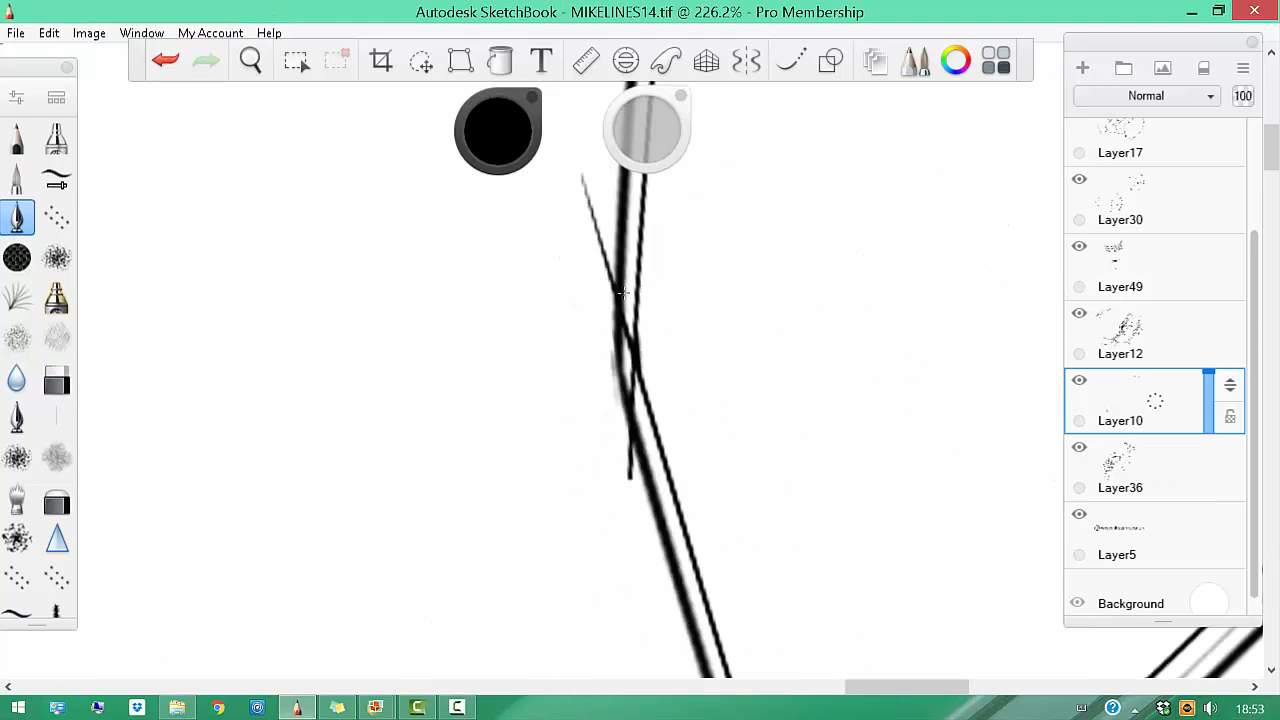 Autodesk SketchBook - MIKELINES14.tif @ 226.2% - Pro Membership
File Edit Image Window My Account Help
T
Normal 100
Layer17
Layer30
Layer49
Layer12
Layer10
Layer36
Layer5
Background
18:53